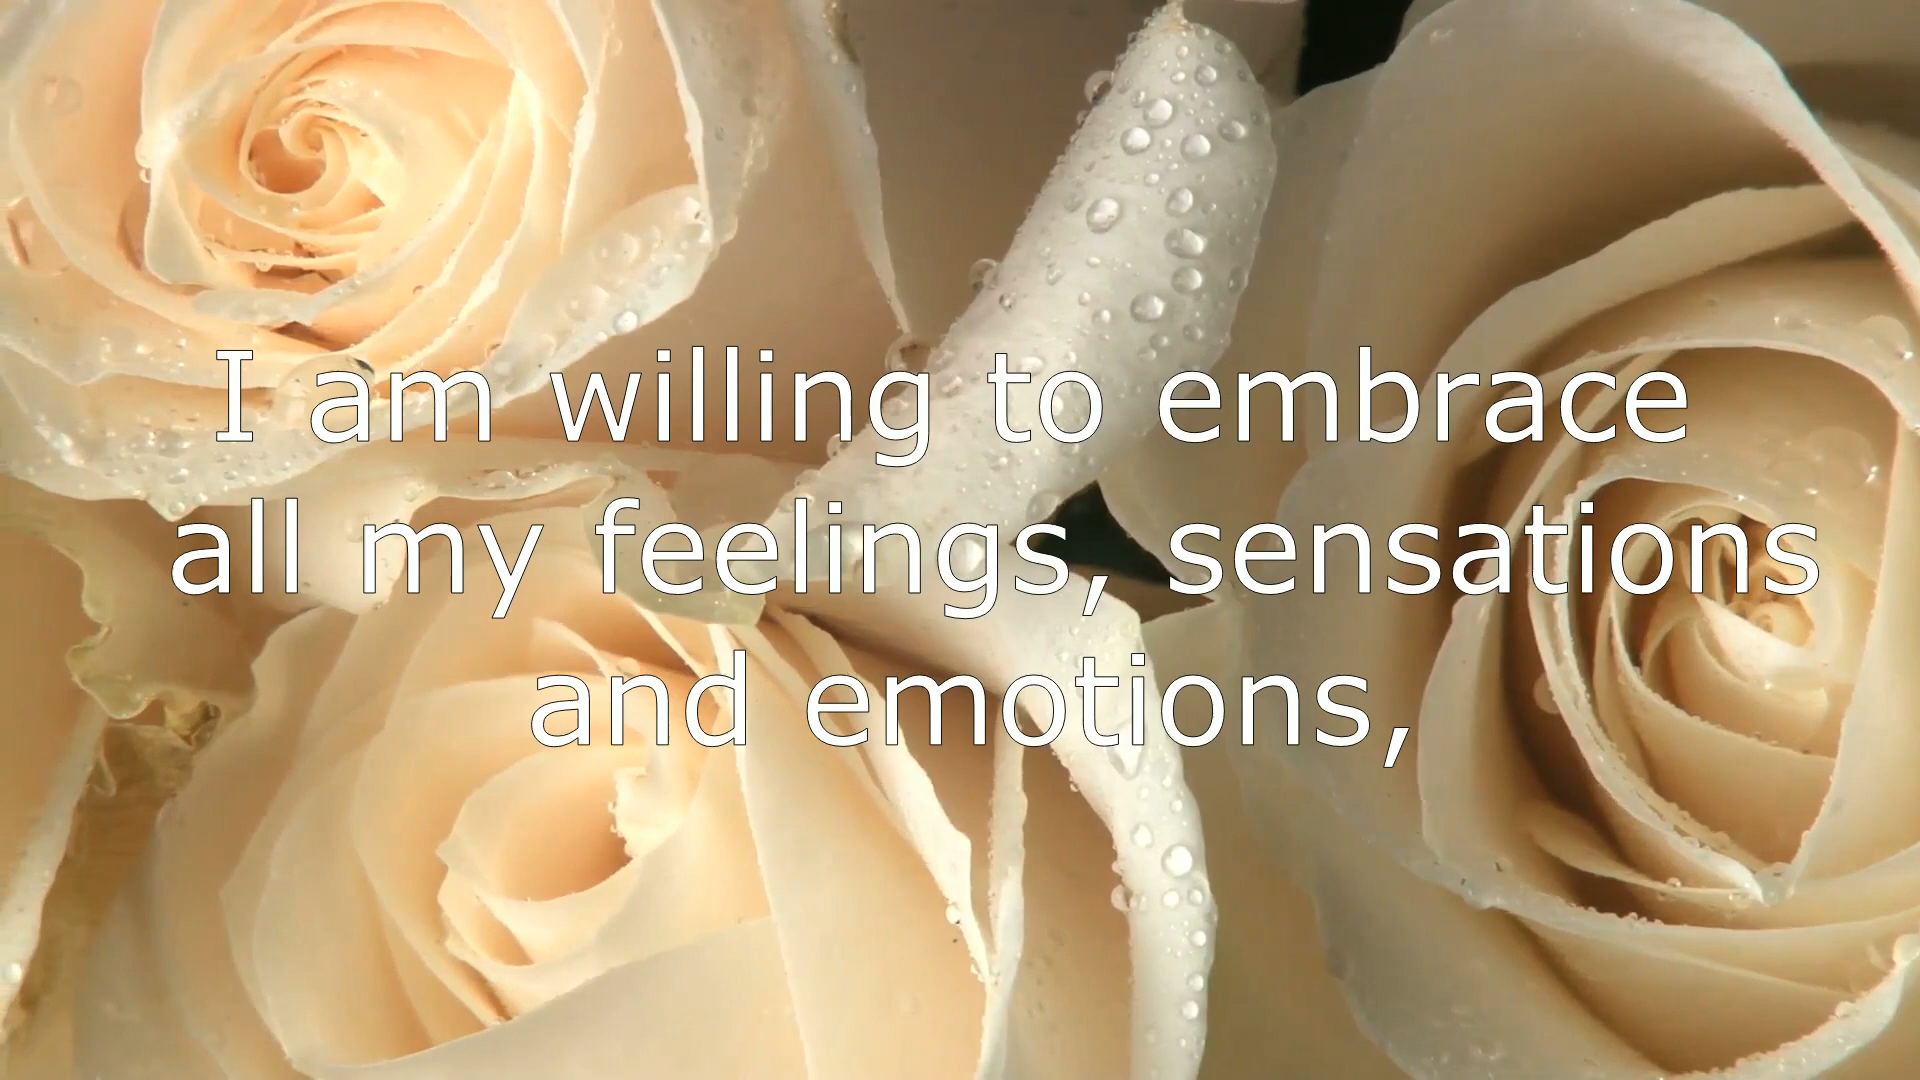 I am willing to embrace
all my feelings, sensations
and emotions,